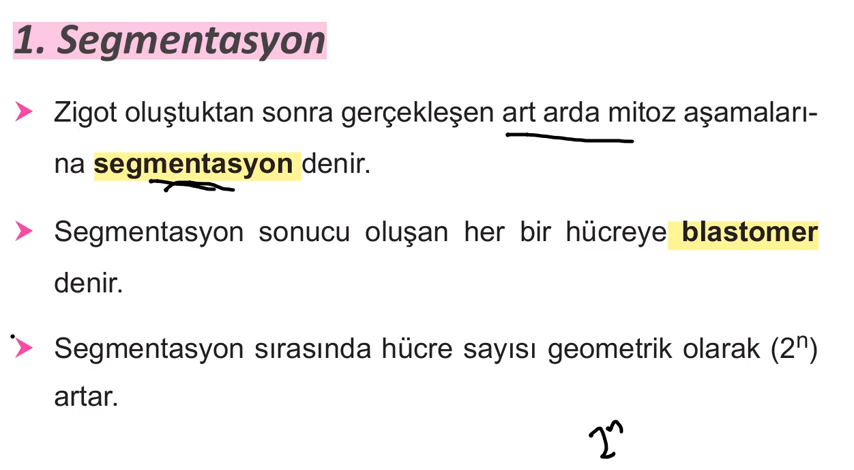 1. Segmentasyon
➤ Zigot oluştuktan sonra gerçekleşen art arda mitoz aşamaları-
na segmentasyon denir.
➤ Segmentasyon sonucu oluşan her bir hücreye blastomer
denir.
➤ Segmentasyon sırasında hücre sayısı geometrik olarak (2ⁿ)
artar.
2ⁿ